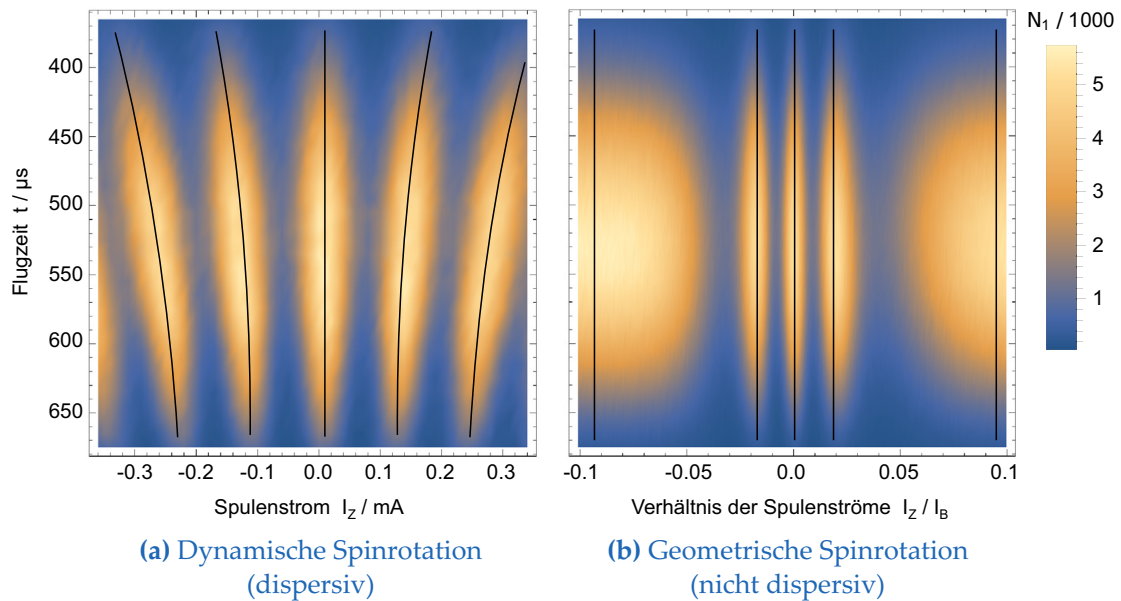 N₁ / 1000
400
450
500
550
600
650
Flugzeit t / µs
-0.3
-0.2
-0.1
0.0
0.1
0.2
0.3
Spulenstrom I_Z / mA
-0.1
-0.05
0.0
0.05
0.1
Verhältnis der Spulenströme I_Z / I_B
5
4
3
2
1
(a) Dynamische Spinrotation
(dispersiv)
(b) Geometrische Spinrotation
(nicht dispersiv)